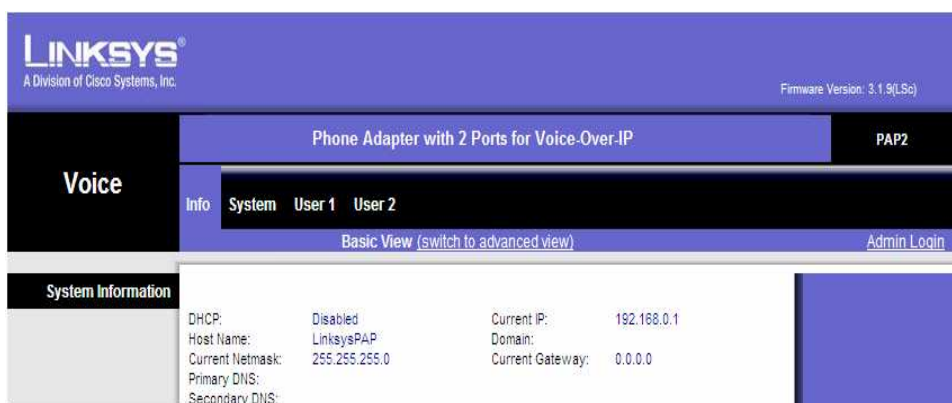 LINKSYS®
A Division of Cisco Systems, Inc.
Firmware Version: 3.1.9(LSc)
Phone Adapter with 2 Ports for Voice-Over-IP PAP2
Voice
Info System User 1 User 2
Basic View (switch to advanced view) Admin Login
System Information
DHCP: Disabled Current IP: 192.168.0.1
Host Name: LinksysPAP Domain:
Current Netmask: 255.255.255.0 Current Gateway: 0.0.0.0
Primary DNS:
Secondary DNS: